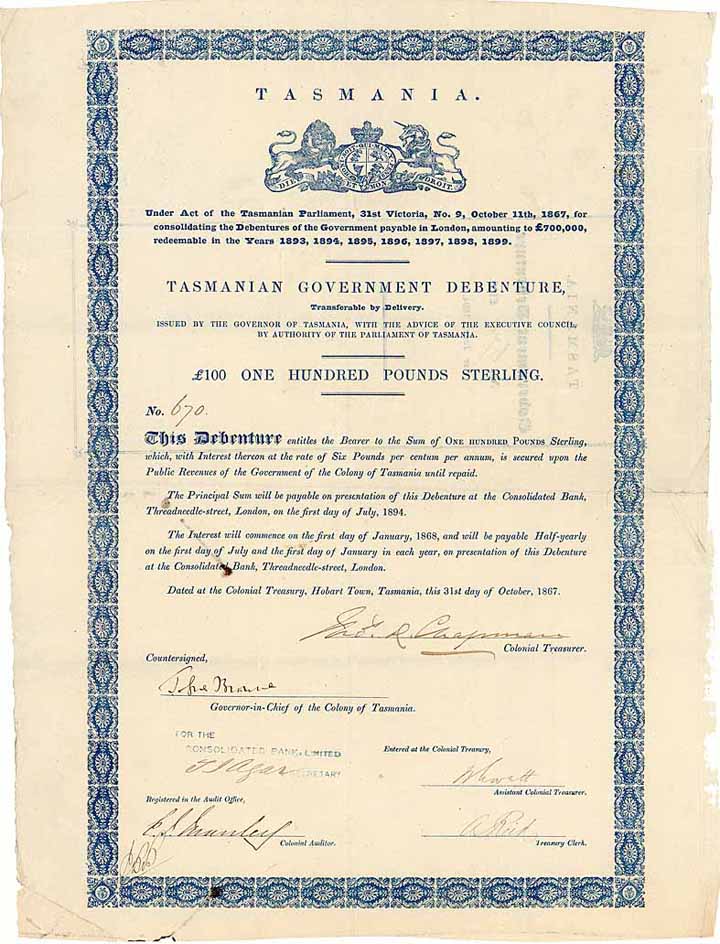 TASMANIA.
HONI SOIT QUI MAL Y PENSE
DIEU ET MON DROIT.
Under Act of the Tasmanian Parliament, 31st Victoria, No. 9, October 11th, 1867, for
consolidating the Debentures of the Government payable in London, amounting to £700,000,
redeemable in the Years 1893, 1894, 1895, 1896, 1897, 1898, 1899.
TASMANIAN GOVERNMENT DEBENTURE,
Transferable by Delivery.
ISSUED BY THE GOVERNOR OF TASMANIA, WITH THE ADVICE OF THE EXECUTIVE COUNCIL,
BY AUTHORITY OF THE PARLIAMENT OF TASMANIA.
£100 ONE HUNDRED POUNDS STERLING.
No. 670.
This Debenture entitles the Bearer to the Sum of ONE HUNDRED POUNDS Sterling,
which, with Interest thereon at the rate of Six Pounds per centum per annum, is secured upon the
Public Revenues of the Government of the Colony of Tasmania until repaid.
The Principal Sum will be payable on presentation of this Debenture at the Consolidated Bank,
Threadneedle-street, London, on the first day of July, 1894.
The Interest will commence on the first day of January, 1868, and will be payable Half-yearly
on the first day of July and the first day of January in each year, on presentation of this Debenture
at the Consolidated Bank, Threadneedle-street, London.
Dated at the Colonial Treasury, Hobart Town, Tasmania, this 31st day of October, 1867.
Thos. D. Chapman
Colonial Treasurer.
Countersigned,
Governor-in-Chief of the Colony of Tasmania.
FOR THE
CONSOLIDATED BANK, LIMITED
SECRETARY
Entered at the Colonial Treasury,
Assistant Colonial Treasurer.
Registered in the Audit Office,
Colonial Auditor.
A. Reid
Treasury Clerk.